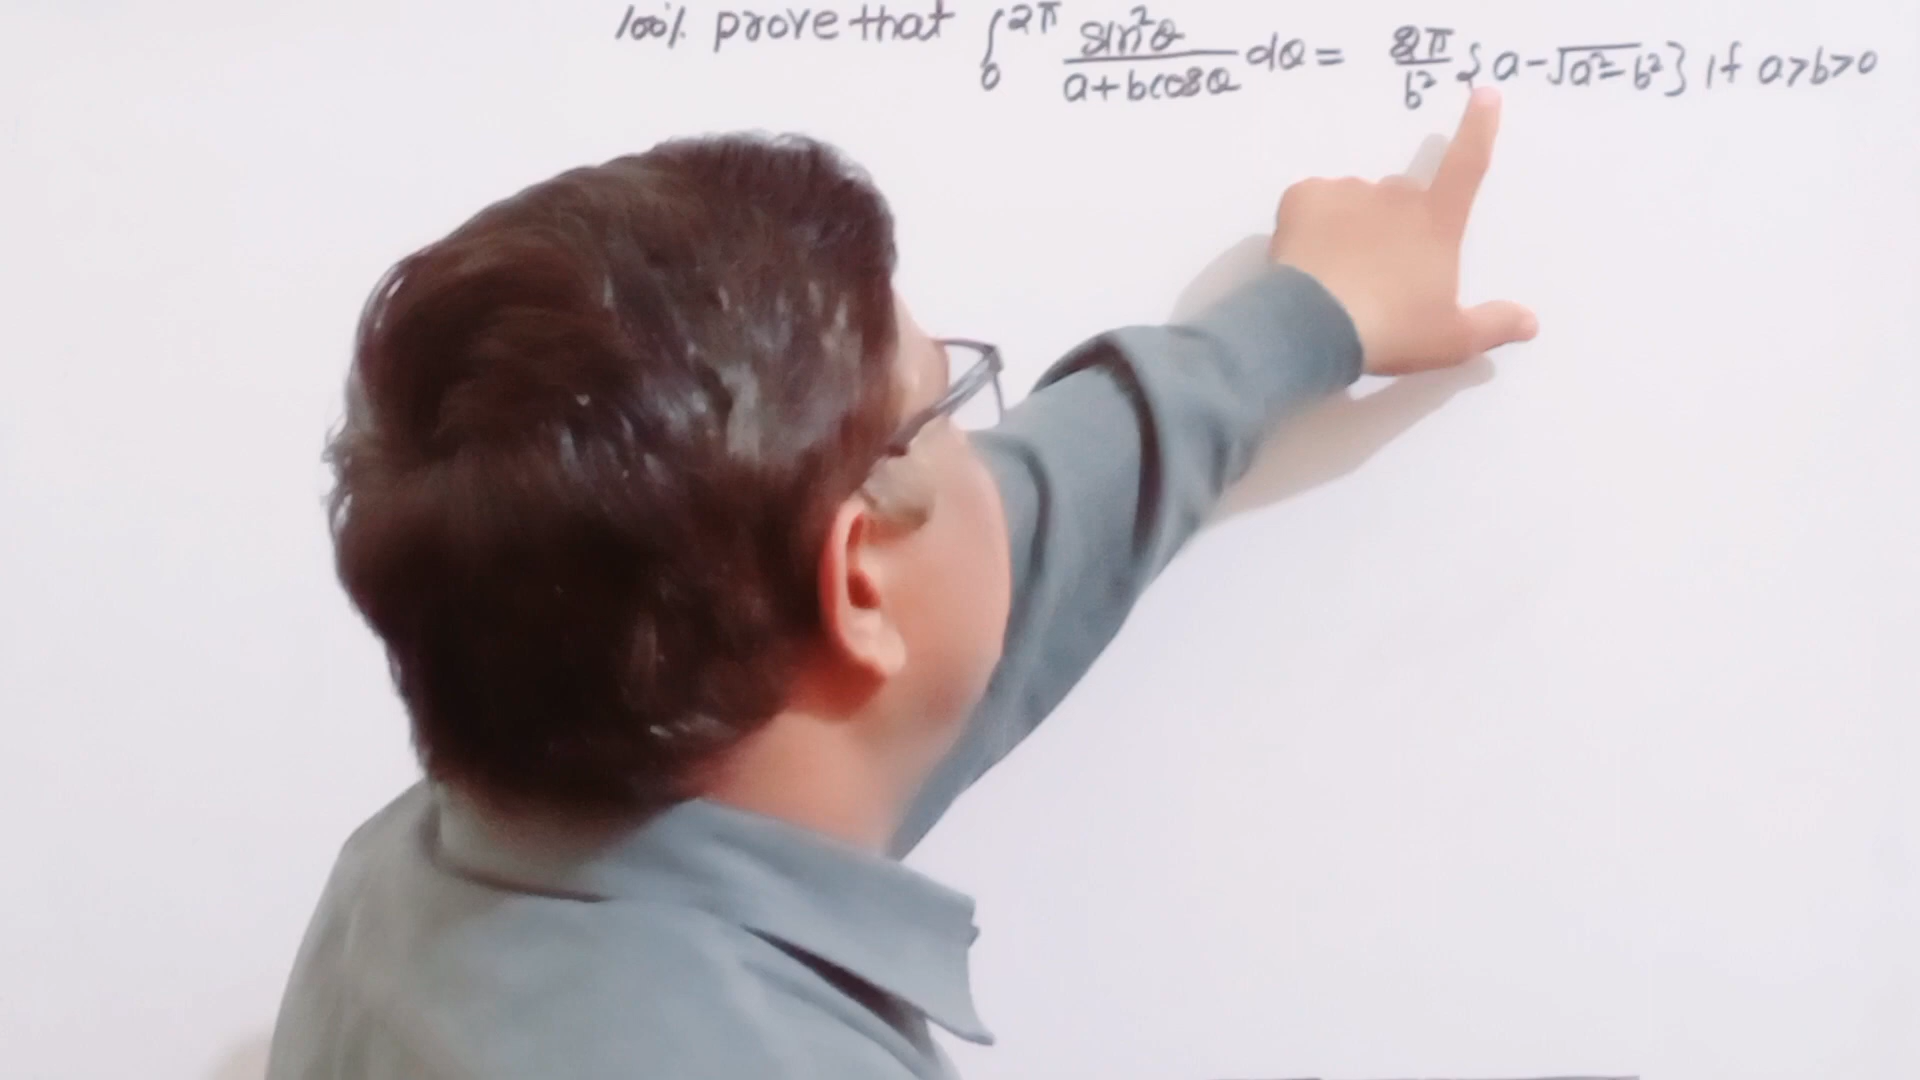 100% prove that ∫₀^2π sin²θ / a+bcosθ dθ = 2π/b² {a-√a²-b²} if a>b>0